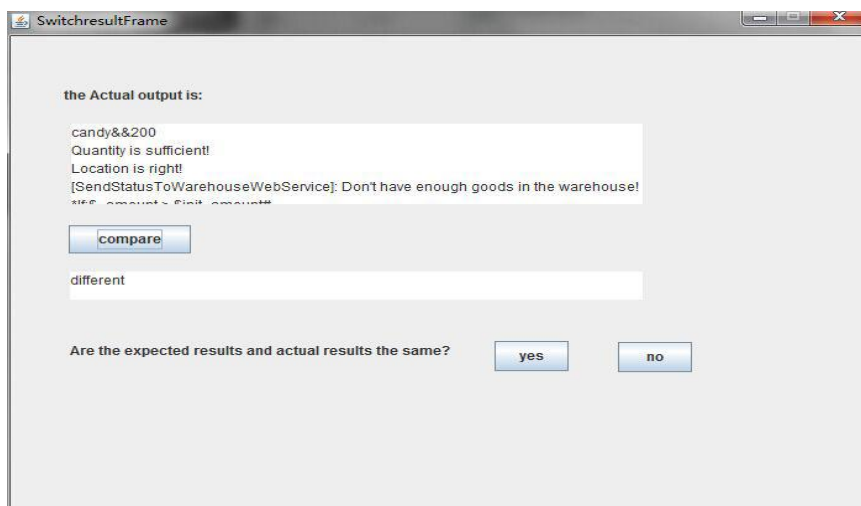 SwitchresultFrame
the Actual output is:
candy&&200
Quantity is sufficient!
Location is right!
[SendStatusToWarehouseWebService]: Don't have enough goods in the warehouse!
compare
different
Are the expected results and actual results the same?
yes
no